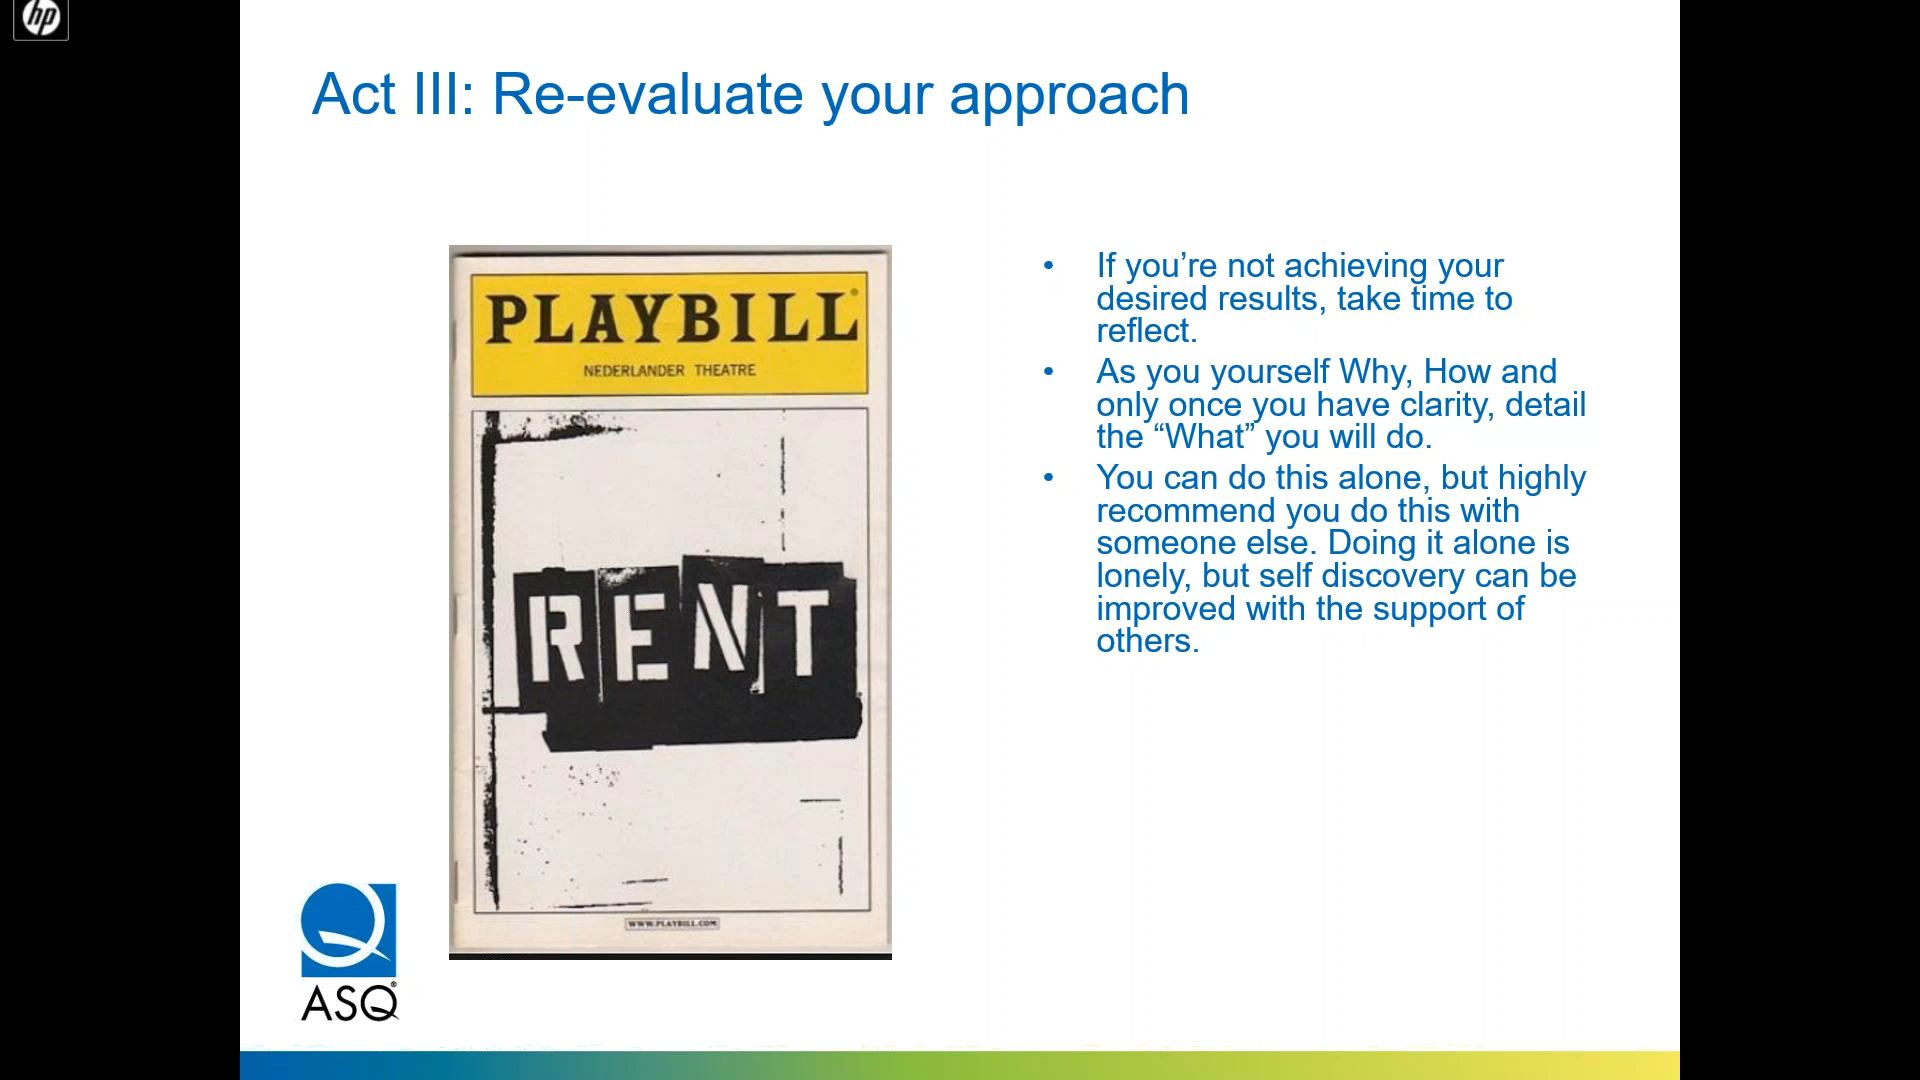 hp
Act III: Re-evaluate your approach
PLAYBILL®
NEDERLANDER THEATRE
RENT
WWW.PLAYBILL.COM
• If you’re not achieving your
desired results, take time to
reflect.
• As you yourself Why, How and
only once you have clarity, detail
the “What” you will do.
• You can do this alone, but highly
recommend you do this with
someone else. Doing it alone is
lonely, but self discovery can be
improved with the support of
others.
ASQ®